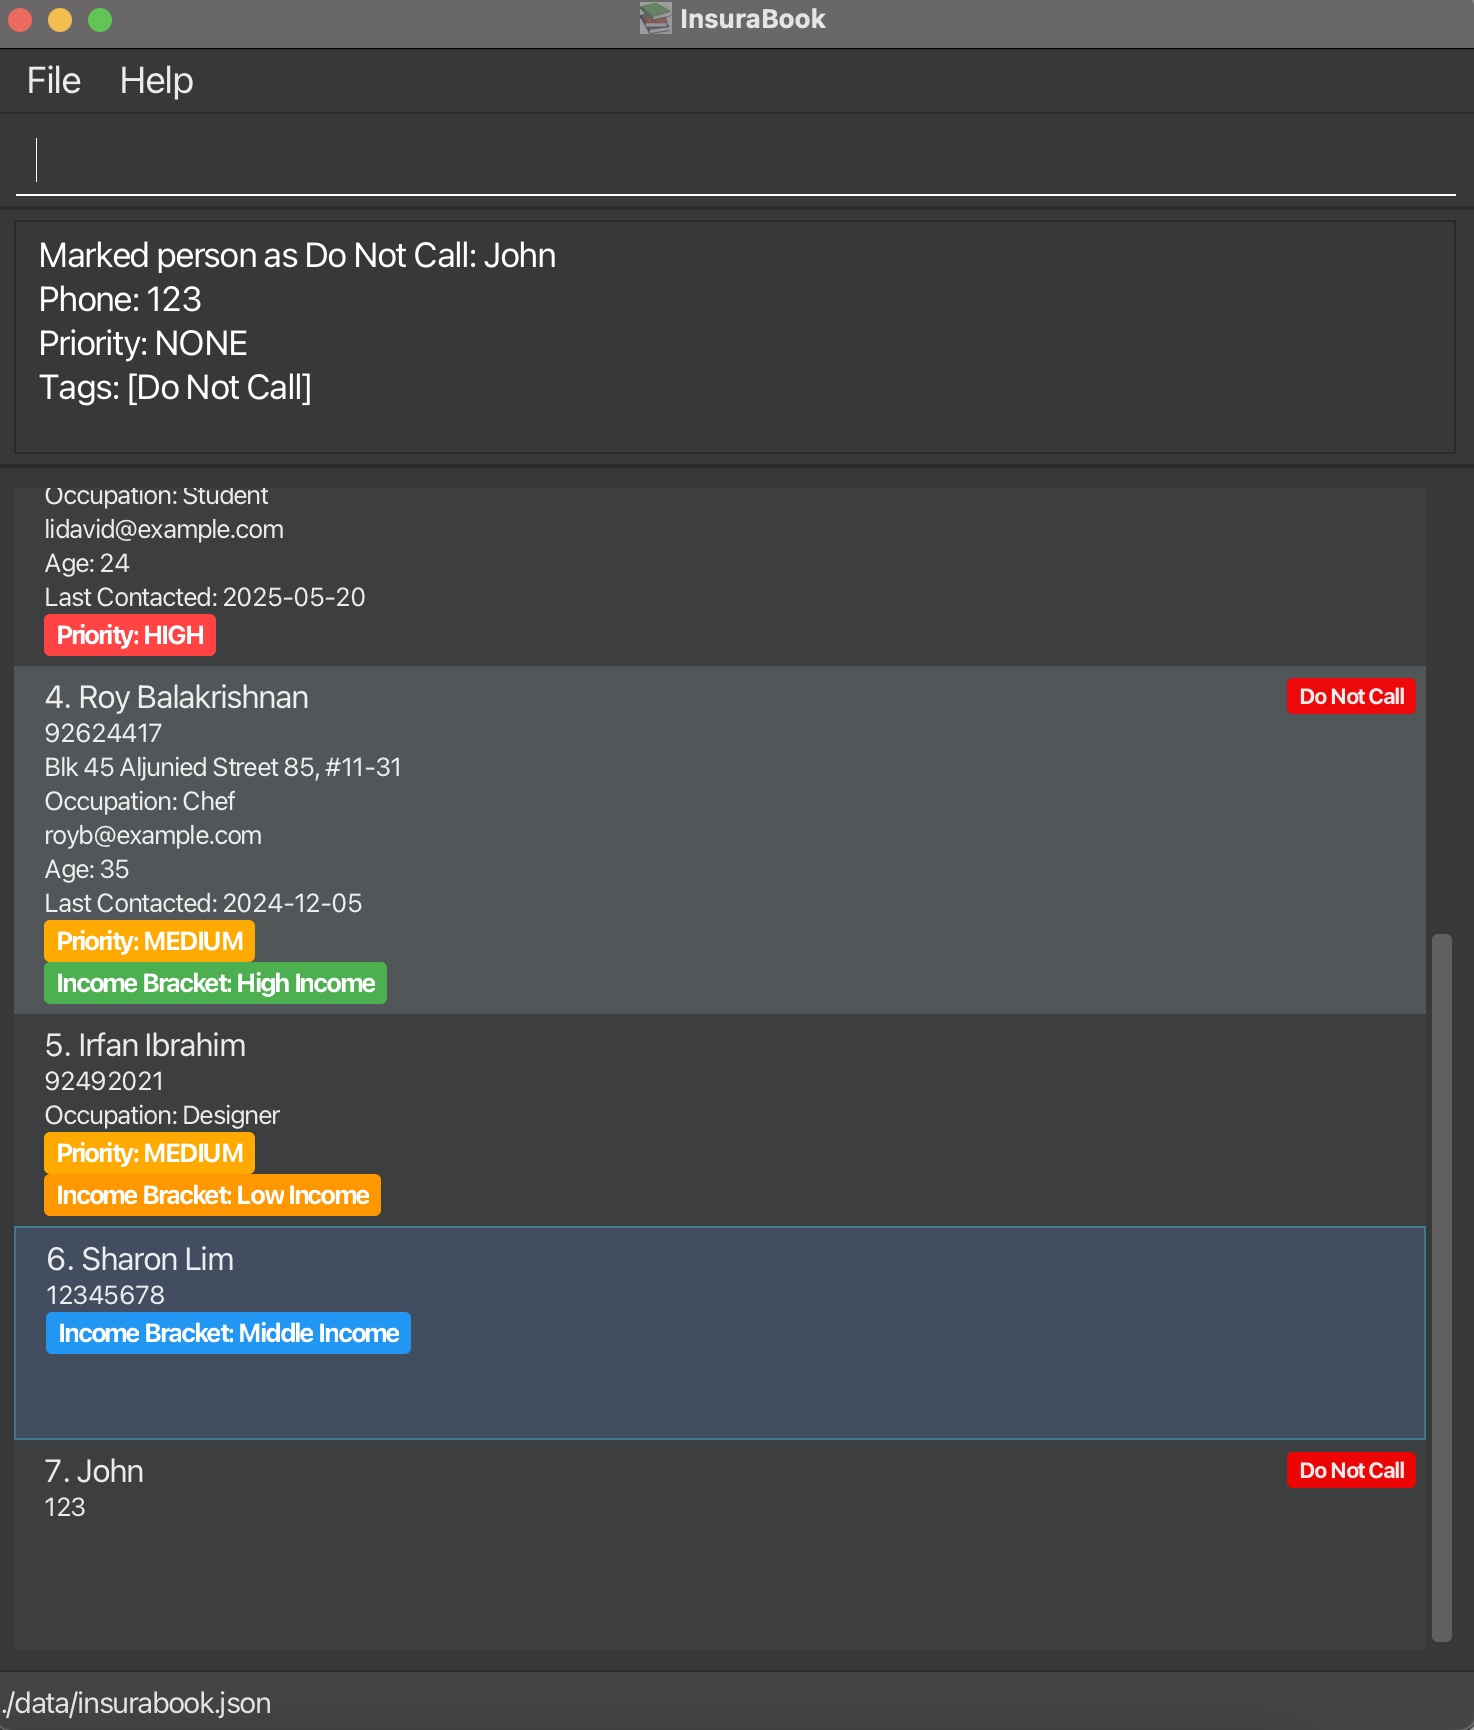 InsuraBook
File Help
Marked person as Do Not Call: John
Phone: 123
Priority: NONE
Tags: [Do Not Call]
Occupation: Student
lidavid@example.com
Age: 24
Last Contacted: 2025-05-20
Priority: HIGH
4. Roy Balakrishnan
Do Not Call
92624417
Blk 45 Aljunied Street 85, #11-31
Occupation: Chef
royb@example.com
Age: 35
Last Contacted: 2024-12-05
Priority: MEDIUM
Income Bracket: High Income
5. Irfan Ibrahim
92492021
Occupation: Designer
Priority: MEDIUM
Income Bracket: Low Income
6. Sharon Lim
12345678
Income Bracket: Middle Income
7. John
Do Not Call
123
./data/insurabook.json